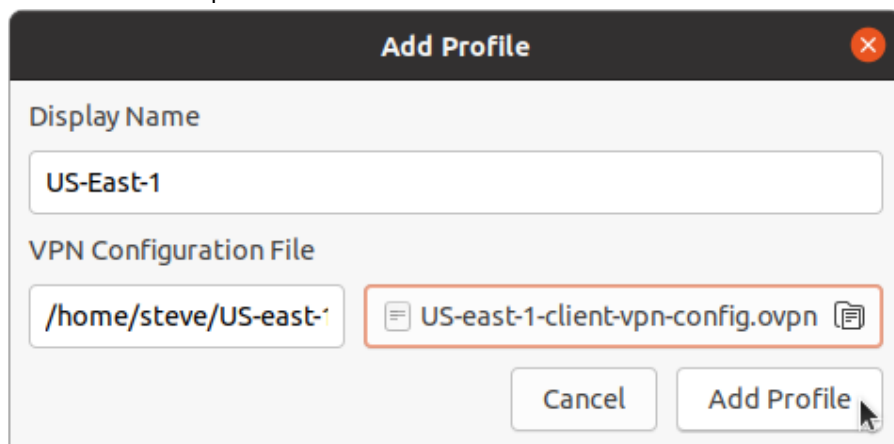 Add Profile
Display Name
US-East-1
VPN Configuration File
/home/steve/US-east-1 US-east-1-client-vpn-config.ovpn
Cancel Add Profile